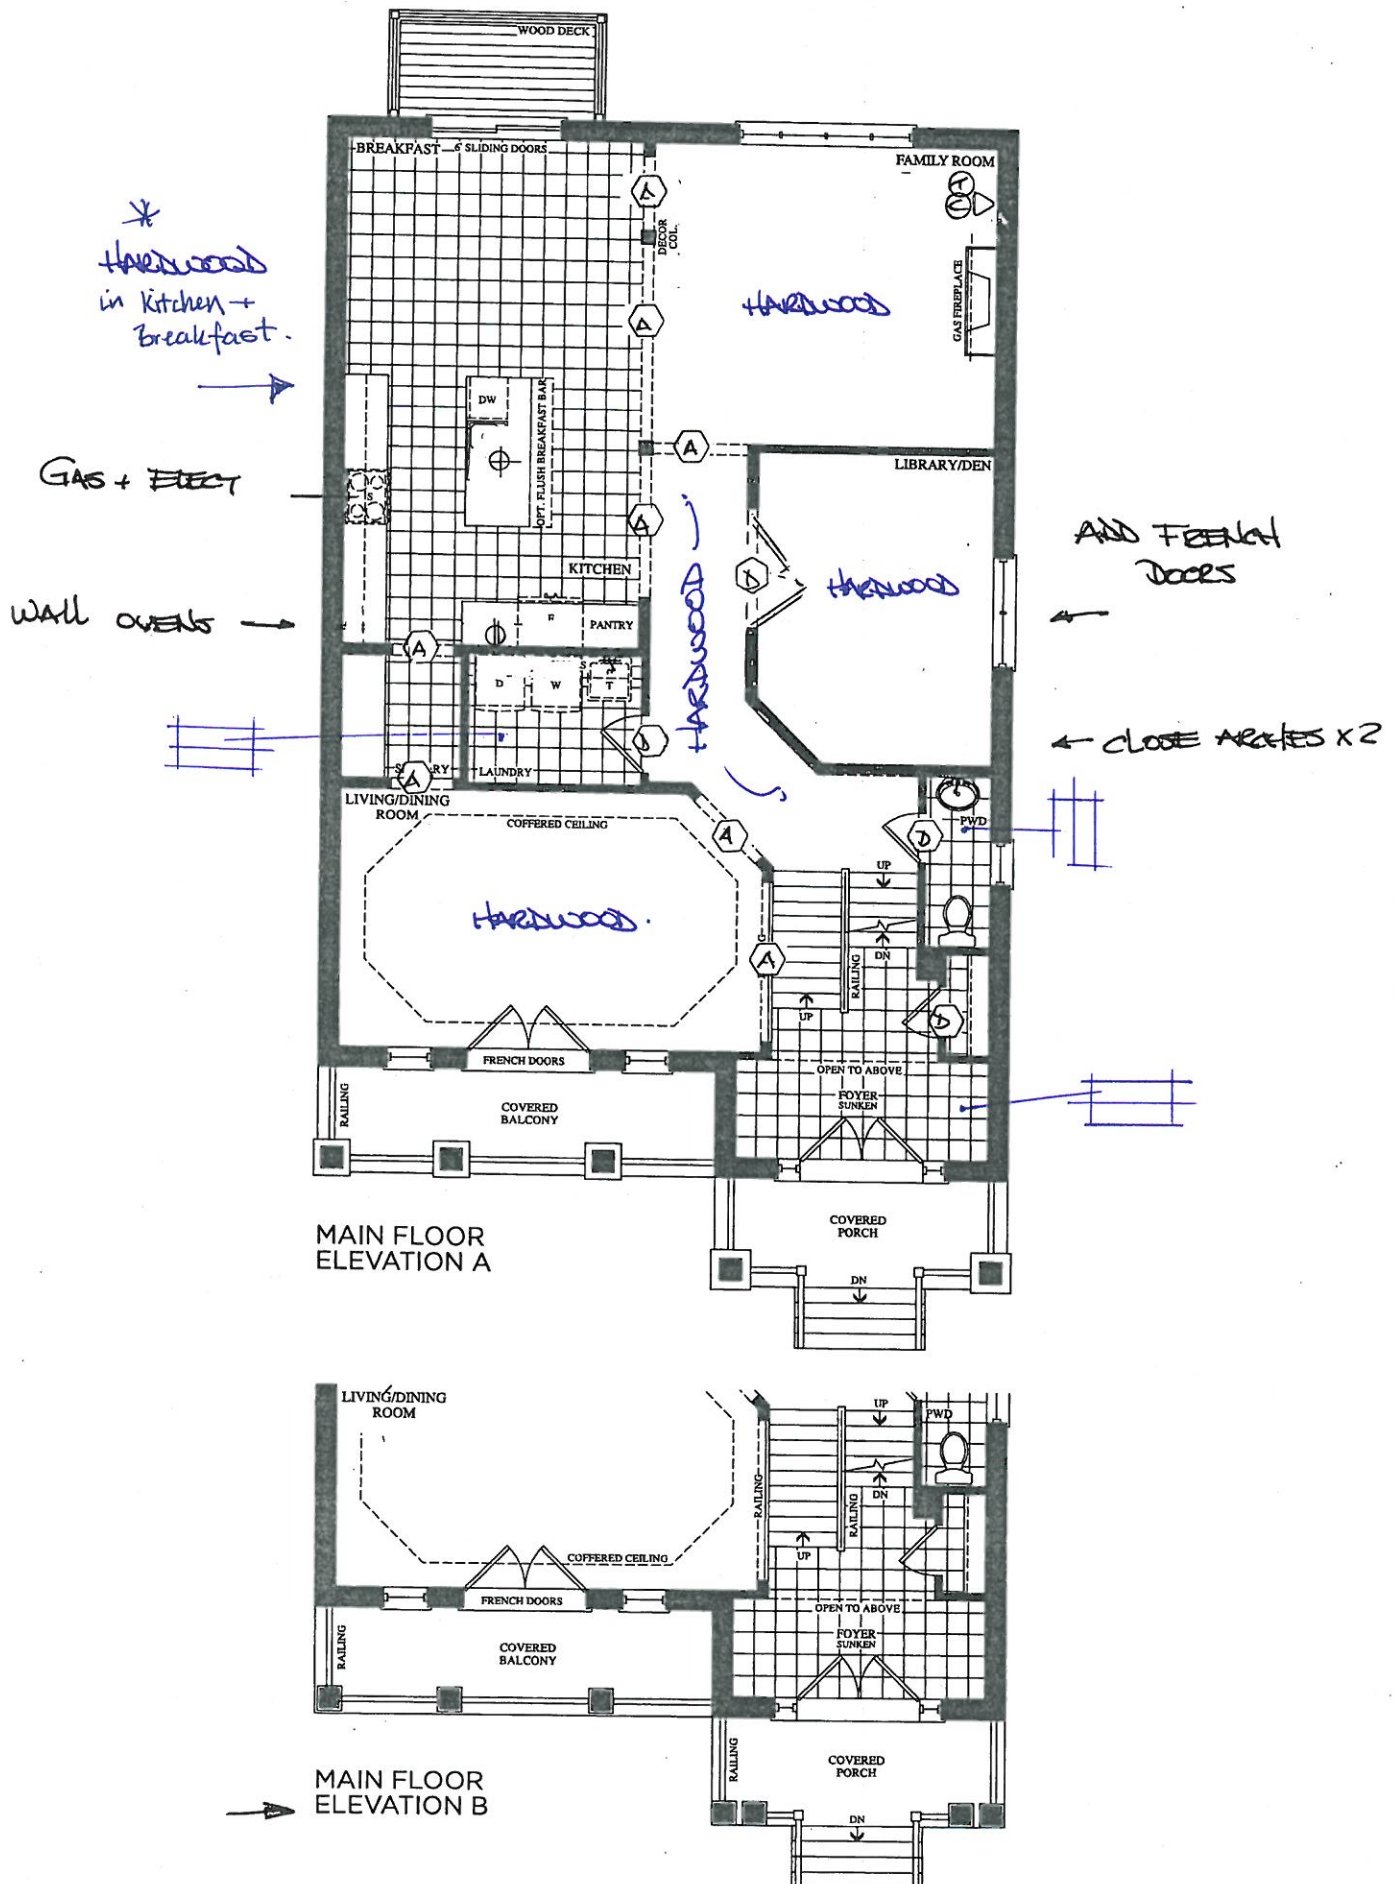 WOOD DECK
BREAKFAST
6' SLIDING DOORS
FAMILY ROOM
A
T
C
DECOR
COL.
*
HARDWOOD
in Kitchen +
Breakfast.
HARDWOOD
GAS FIREPLACE
A
DW
OPT. FLUSH BREAKFAST BAR
A
LIBRARY/DEN
GAS + ELECT
S
A
ADD FRENCH
DOORS
KITCHEN
D
HARDWOOD
HARDWOOD
WALL OVENS
F
PANTRY
A
D
W
S
T
D
CLOSE ARCHES X 2
LAUNDRY
A
LIVING/DINING
ROOM
COFFERED CEILING
A
D
PWD
UP
HARDWOOD.
DN
A
RAILING
UP
D
FRENCH DOORS
OPEN TO ABOVE
RAILING
COVERED
BALCONY
FOYER
SUNKEN
MAIN FLOOR
ELEVATION A
COVERED
PORCH
DN
LIVING/DINING
ROOM
UP
PWD
RAILING
RAILING
DN
UP
COFFERED CEILING
FRENCH DOORS
OPEN TO ABOVE
RAILING
COVERED
BALCONY
FOYER
SUNKEN
MAIN FLOOR
ELEVATION B
RAILING
COVERED
PORCH
DN